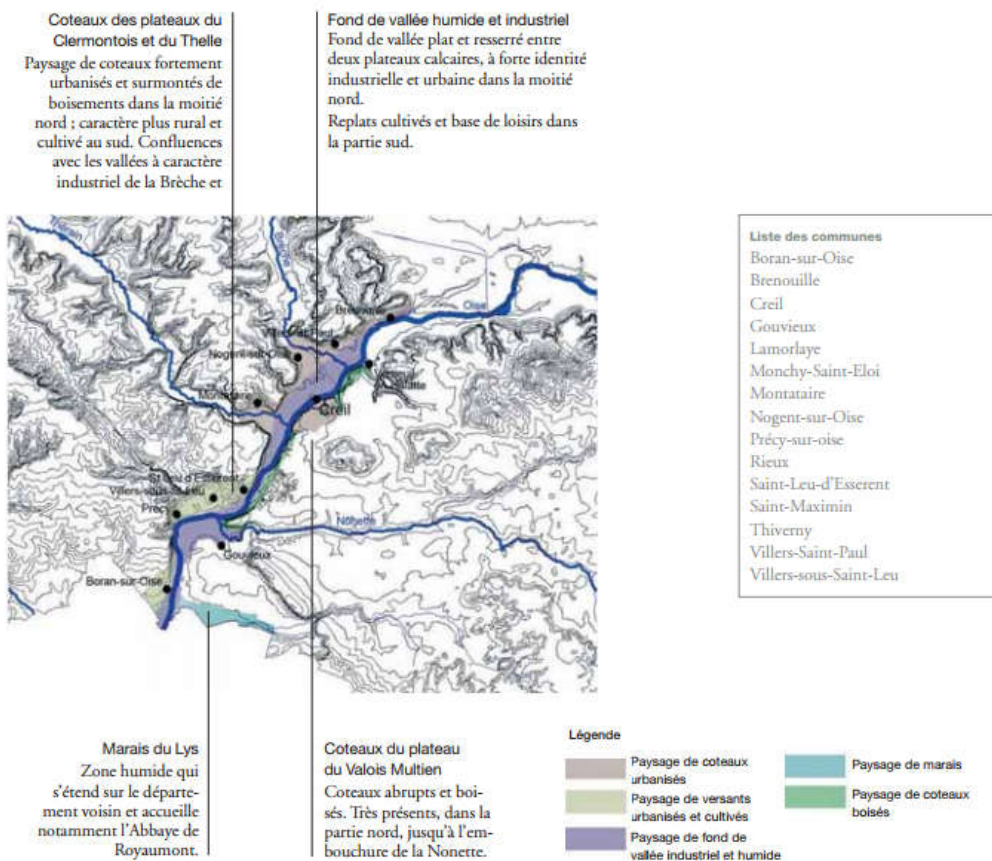 Coteaux des plateaux du
Clermontois et du Thelle
Paysage de coteaux fortement
urbanisés et surmontés de
boisements dans la moitié
nord ; caractère plus rural et
cultivé au sud. Confluences
avec les vallées à caractère
industriel de la Brèche et
Fond de vallée humide et industriel
Fond de vallée plat et resserré entre
deux plateaux calcaires, à forte identité
industrielle et urbaine dans la moitié
nord.
Replats cultivés et base de loisirs dans
la partie sud.
Oise
Nogent-sur-Oise
Montataire
Creil
St Leu d'Esserent
Villers-sous-St-Leu
Précy
Nonette
Gouvieux
Boran-sur-Oise
Liste des communes
Boran-sur-Oise
Brenouille
Creil
Gouvieux
Lamorlaye
Monchy-Saint-Eloi
Montataire
Nogent-sur-Oise
Précy-sur-oise
Rieux
Saint-Leu-d'Esserent
Saint-Maximin
Thiverny
Villers-Saint-Paul
Villers-sous-Saint-Leu
Marais du Lys
Zone humide qui
s'étend sur le départe-
ment voisin et accueille
notamment l'Abbaye de
Royaumont.
Coteaux du plateau
du Valois Multien
Coteaux abrupts et boi-
sés. Très présents, dans la
partie nord, jusqu'à l'em-
bouchure de la Nonette.
Légende
Paysage de coteaux
urbanisés
Paysage de versants
urbanisés et cultivés
Paysage de fond de
vallée industriel et humide
Paysage de marais
Paysage de coteaux
boisés